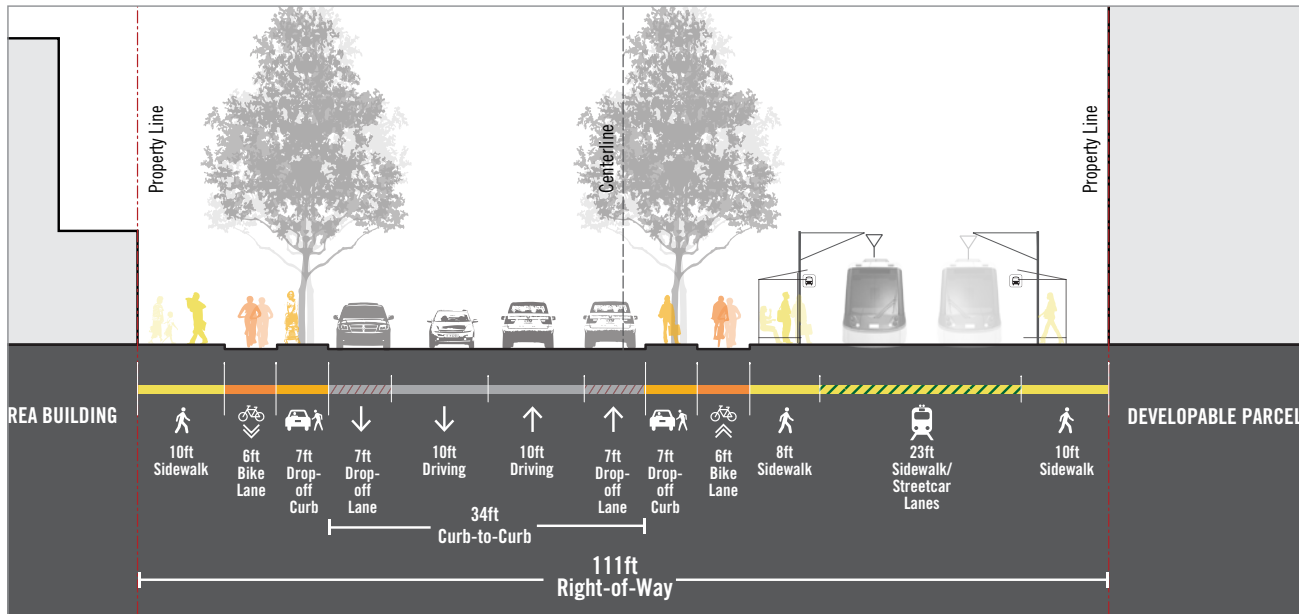 Property Line
Centerline
Property Line
REA BUILDING
DEVELOPABLE PARCEL
10ft
Sidewalk
6ft
Bike
Lane
7ft
Drop-
off
Curb
7ft
Drop-
off
Lane
10ft
Driving
10ft
Driving
7ft
Drop-
off
Lane
7ft
Drop-
off
Curb
6ft
Bike
Lane
8ft
Sidewalk
23ft
Sidewalk/
Streetcar
Lanes
10ft
Sidewalk
34ft
Curb-to-Curb
111ft
Right-of-Way